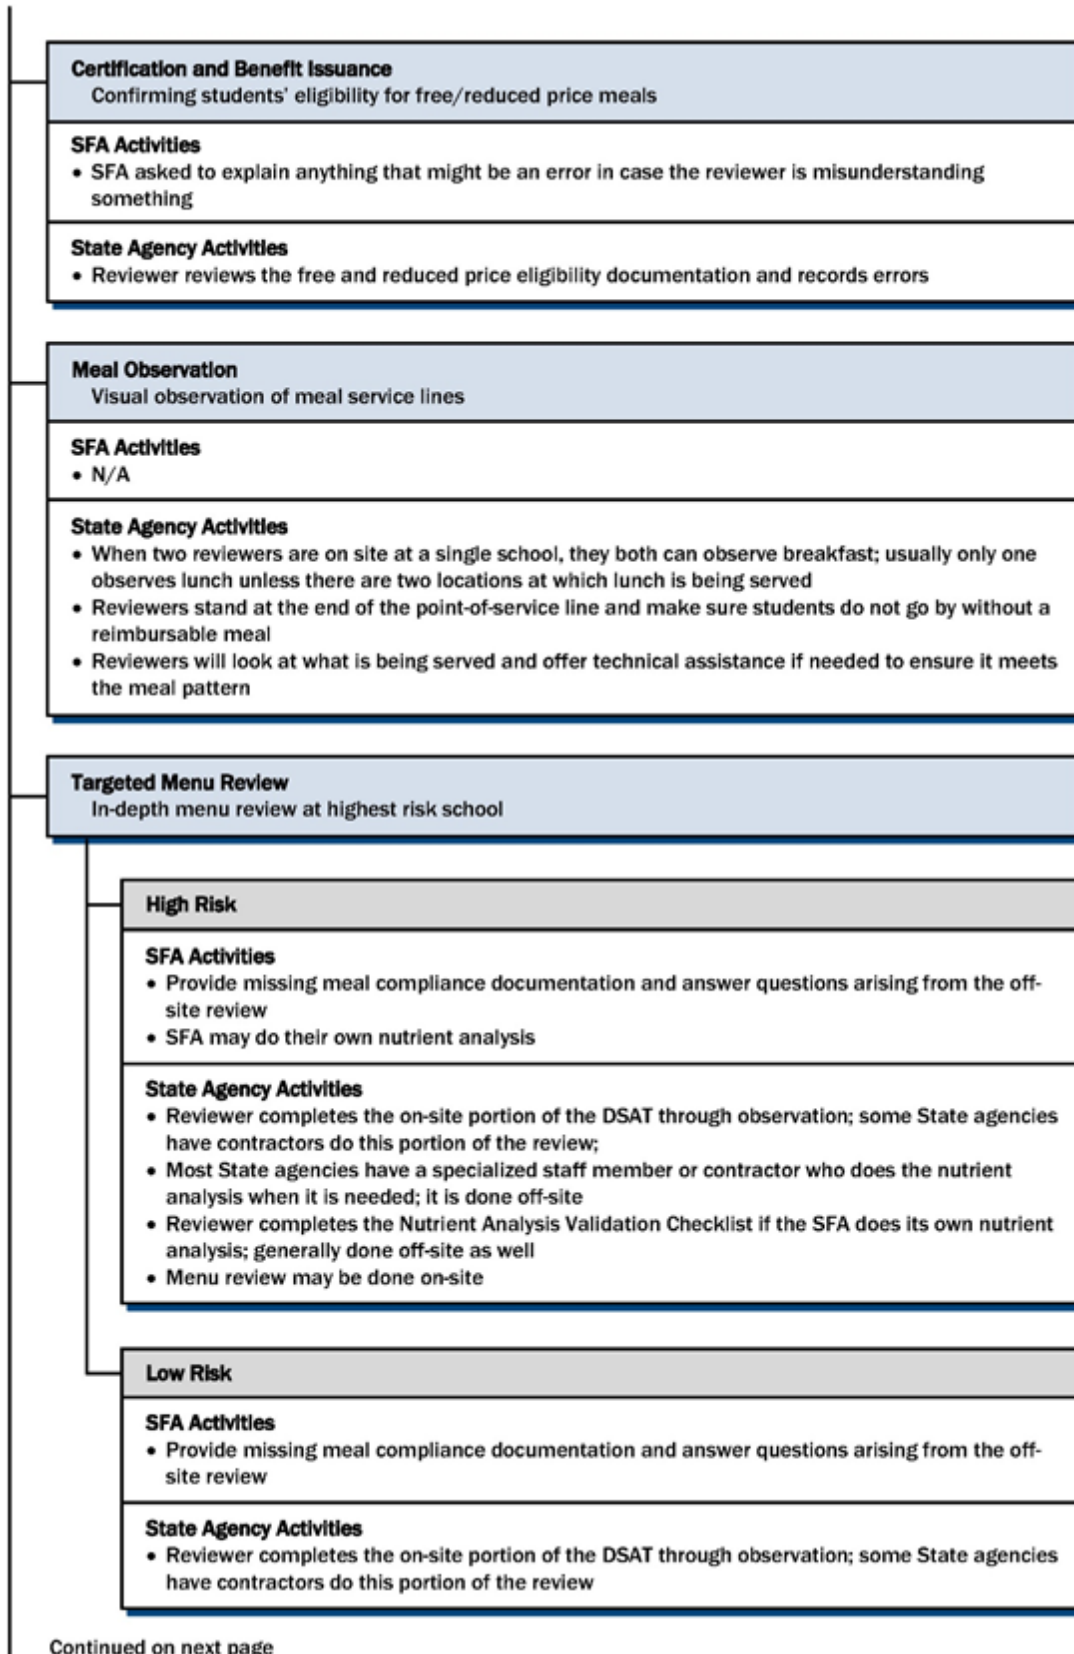 Certification and Benefit Issuance
Confirming students' eligibility for free/reduced price meals
SFA Activities
• SFA asked to explain anything that might be an error in case the reviewer is misunderstanding
something
State Agency Activities
• Reviewer reviews the free and reduced price eligibility documentation and records errors
Meal Observation
Visual observation of meal service lines
SFA Activities
• N/A
State Agency Activities
• When two reviewers are on site at a single school, they both can observe breakfast; usually only one
observes lunch unless there are two locations at which lunch is being served
• Reviewers stand at the end of the point-of-service line and make sure students do not go by without a
reimbursable meal
• Reviewers will look at what is being served and offer technical assistance if needed to ensure it meets
the meal pattern
Targeted Menu Review
In-depth menu review at highest risk school
High Risk
SFA Activities
• Provide missing meal compliance documentation and answer questions arising from the off-
site review
• SFA may do their own nutrient analysis
State Agency Activities
• Reviewer completes the on-site portion of the DSAT through observation; some State agencies
have contractors do this portion of the review;
• Most State agencies have a specialized staff member or contractor who does the nutrient
analysis when it is needed; it is done off-site
• Reviewer completes the Nutrient Analysis Validation Checklist if the SFA does its own nutrient
analysis; generally done off-site as well
• Menu review may be done on-site
Low Risk
SFA Activities
• Provide missing meal compliance documentation and answer questions arising from the off-
site review
State Agency Activities
• Reviewer completes the on-site portion of the DSAT through observation; some State agencies
have contractors do this portion of the review
Continued on next page